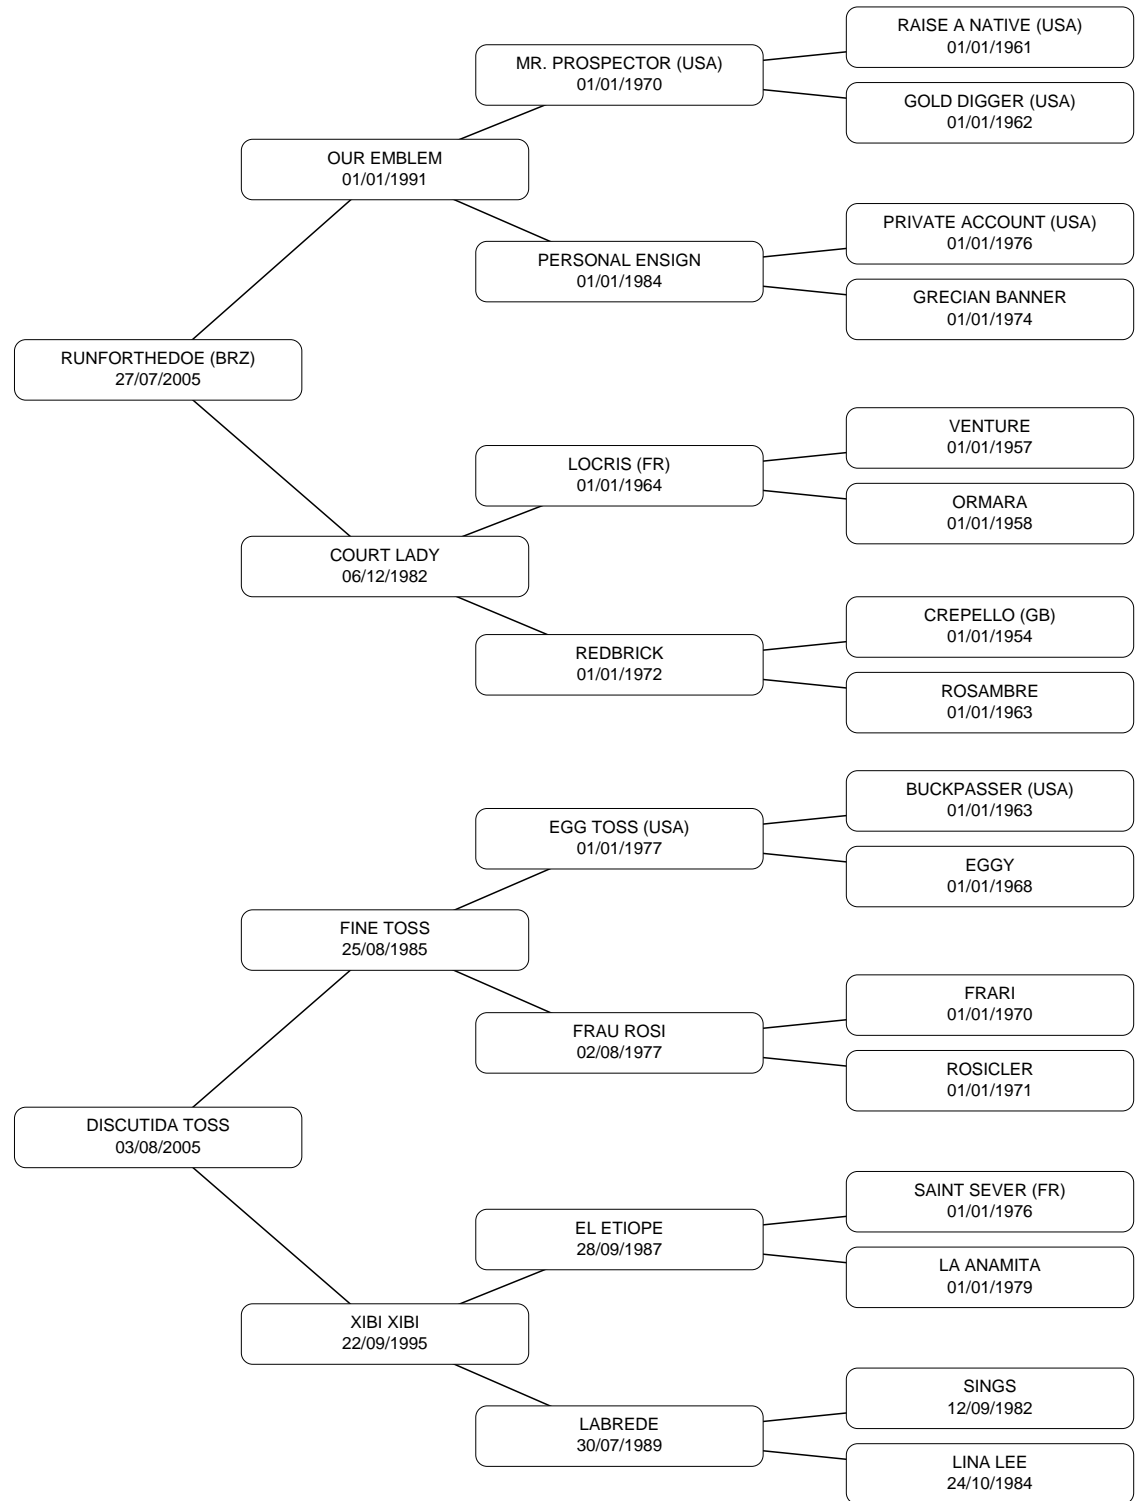 RAISE A NATIVE (USA)
01/01/1961
MR. PROSPECTOR (USA)
01/01/1970
GOLD DIGGER (USA)
01/01/1962
OUR EMBLEM
01/01/1991
PRIVATE ACCOUNT (USA)
01/01/1976
PERSONAL ENSIGN
01/01/1984
GRECIAN BANNER
01/01/1974
RUNFORTHEDOE (BRZ)
27/07/2005
VENTURE
01/01/1957
LOCRIS (FR)
01/01/1964
ORMARA
01/01/1958
COURT LADY
06/12/1982
CREPELLO (GB)
01/01/1954
REDBRICK
01/01/1972
ROSAMBRE
01/01/1963
BUCKPASSER (USA)
01/01/1963
EGG TOSS (USA)
01/01/1977
EGGY
01/01/1968
FINE TOSS
25/08/1985
FRARI
01/01/1970
FRAU ROSI
02/08/1977
ROSICLER
01/01/1971
DISCUTIDA TOSS
03/08/2005
SAINT SEVER (FR)
01/01/1976
EL ETIOPE
28/09/1987
LA ANAMITA
01/01/1979
XIBI XIBI
22/09/1995
SINGS
12/09/1982
LABREDE
30/07/1989
LINA LEE
24/10/1984